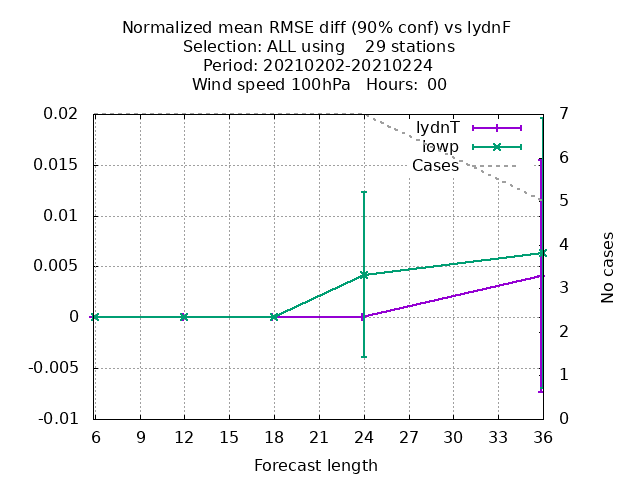 Normalized mean RMSE diff (90% conf) vs lydnF
Selection: ALL using    29 stations
Period: 20210202-20210224
Wind speed 100hPa   Hours:  00
lydnT
iowp
Cases
0.02
0.015
0.01
0.005
0
-0.005
-0.01
7
6
5
4
3
2
1
0
No cases
6 9 12 15 18 21 24 27 30 33 36
Forecast length